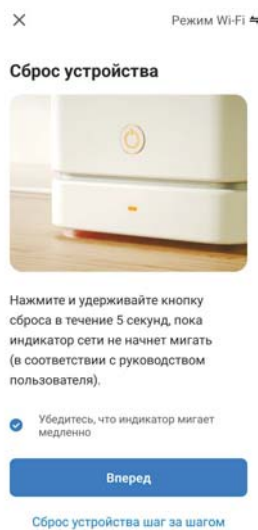 Режим Wi-Fi
Сброс устройства
Нажмите и удерживайте кнопку
сброса в течение 5 секунд, пока
индикатор сети не начнет мигать
(в соответствии с руководством
пользователя).
Убедитесь, что индикатор мигает
медленно
Вперед
Сброс устройства шаг за шагом